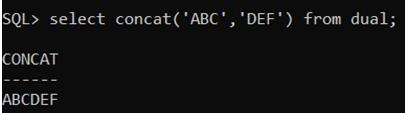 SQL> select concat('ABC','DEF') from dual;
CONCAT
------
ABCDEF